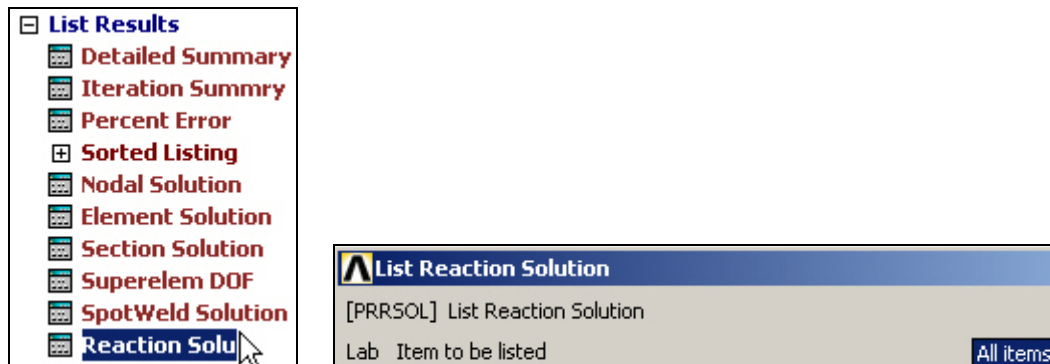 List Results
Detailed Summary
Iteration Summry
Percent Error
Sorted Listing
Nodal Solution
Element Solution
Section Solution
Superelem DOF
SpotWeld Solution
Reaction Solu
List Reaction Solution
[PRRSOL] List Reaction Solution
Lab Item to be listed
All items